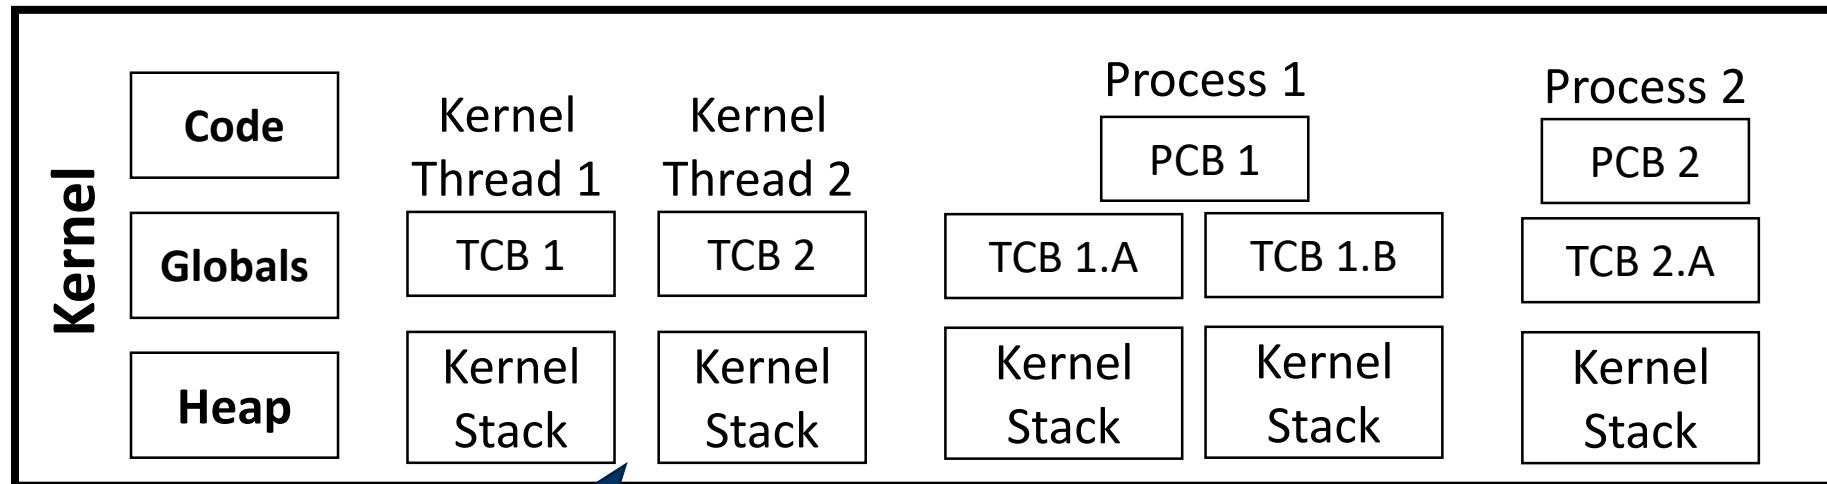 Kernel
Code
Globals
Heap
Kernel
Thread 1
TCB 1
Kernel
Stack
Kernel
Thread 2
TCB 2
Kernel
Stack
Process 1
PCB 1
TCB 1.A
Kernel
Stack
TCB 1.B
Kernel
Stack
Process 2
PCB 2
TCB 2.A
Kernel
Stack